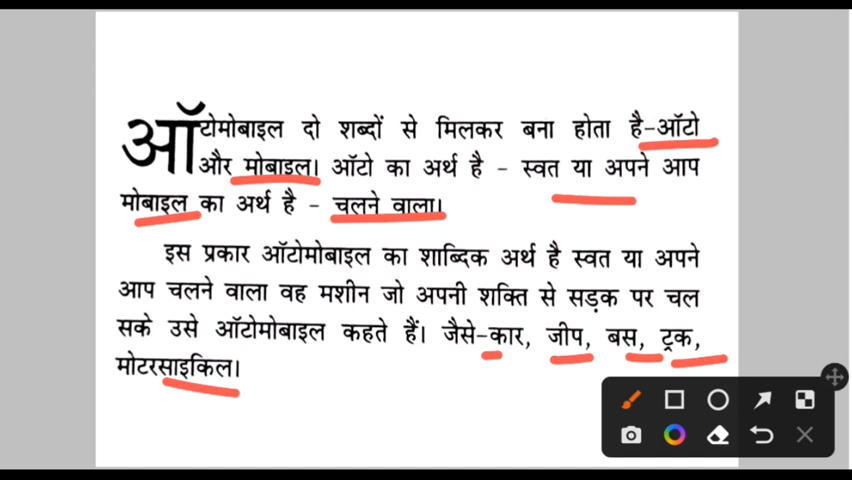 ऑटोमोबाइल दो शब्दों से मिलकर बना होता है-ऑटो
और मोबाइल। ऑटो का अर्थ है - स्वत या अपने आप
मोबाइल का अर्थ है - चलने वाला।
इस प्रकार ऑटोमोबाइल का शाब्दिक अर्थ है स्वत या अपने
आप चलने वाला वह मशीन जो अपनी शक्ति से सड़क पर चल
सके उसे ऑटोमोबाइल कहते हैं। जैसे-कार, जीप, बस, ट्रक,
मोटरसाइकिल।